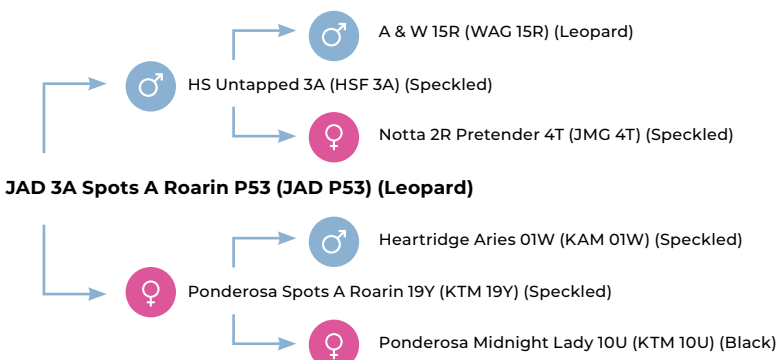 A & W 15R (WAG 15R) (Leopard)
HS Untapped 3A (HSF 3A) (Speckled)
Notta 2R Pretender 4T (JMG 4T) (Speckled)
JAD 3A Spots A Roarin P53 (JAD P53) (Leopard)
Heartridge Aries 01W (KAM 01W) (Speckled)
Ponderosa Spots A Roarin 19Y (KTM 19Y) (Speckled)
Ponderosa Midnight Lady 10U (KTM 10U) (Black)